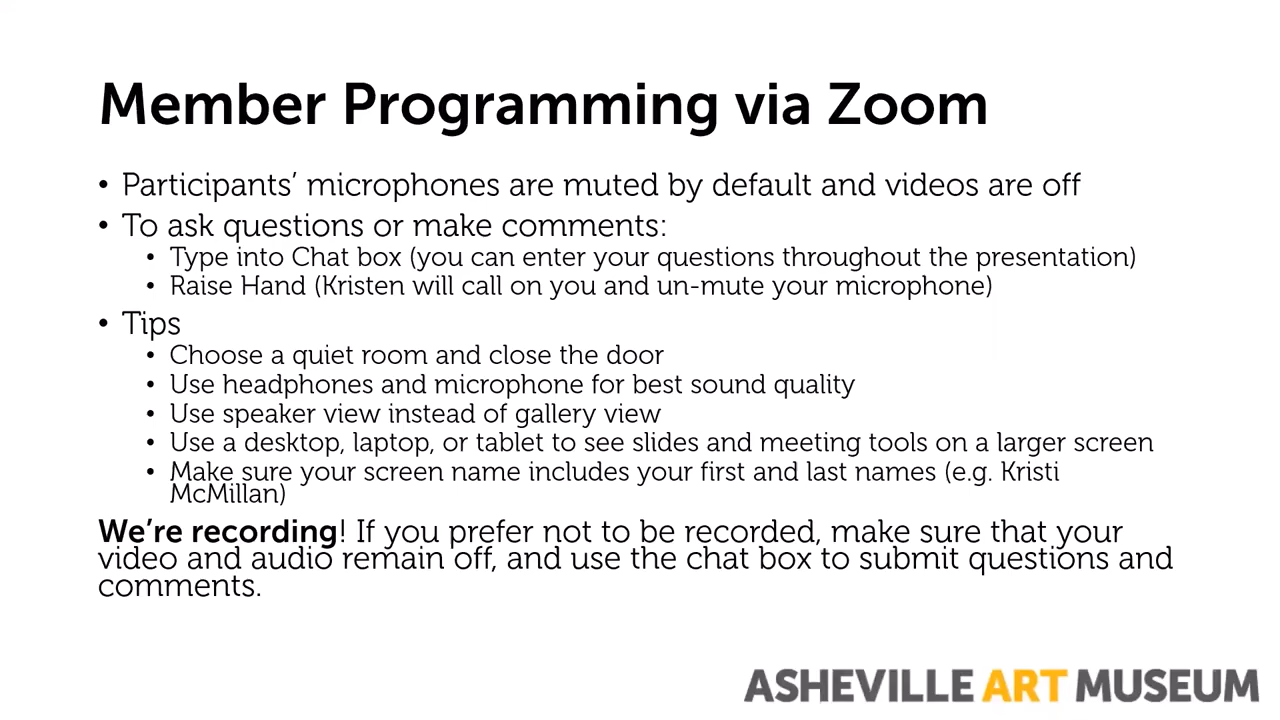 Member Programming via Zoom
• Participants’ microphones are muted by default and videos are off
• To ask questions or make comments:
• Type into Chat box (you can enter your questions throughout the presentation)
• Raise Hand (Kristen will call on you and un-mute your microphone)
• Tips
• Choose a quiet room and close the door
• Use headphones and microphone for best sound quality
• Use speaker view instead of gallery view
• Use a desktop, laptop, or tablet to see slides and meeting tools on a larger screen
• Make sure your screen name includes your first and last names (e.g. Kristi
McMillan)
We’re recording! If you prefer not to be recorded, make sure that your
video and audio remain off, and use the chat box to submit questions and
comments.
ASHEVILLE ART MUSEUM